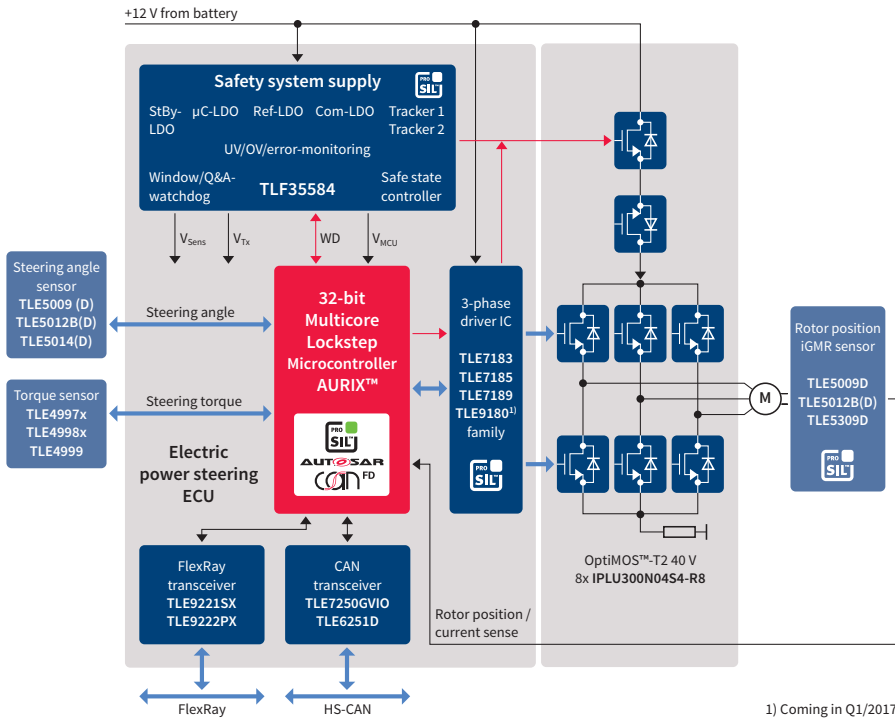 +12 V from battery
Safety system supply
PRO
SIL
StBy-
LDO
µC-LDO
Ref-LDO
Com-LDO
Tracker 1
Tracker 2
UV/OV/error-monitoring
Window/Q&A-
watchdog
TLF35584
Safe state
controller
VSens
VTx
WD
VMCU
Steering angle
sensor
TLE5009 (D)
TLE5012B(D)
TLE5014(D)
Steering angle
Torque sensor
TLE4997x
TLE4998x
TLE4999
Steering torque
Electric
power steering
ECU
32-bit
Multicore
Lockstep
Microcontroller
AURIX™
PRO
SIL
AUTOSAR
CAN FD
3-phase
driver IC
TLE7183
TLE7185
TLE7189
TLE9180¹⁾
family
PRO
SIL
M
Rotor position
iGMR sensor
TLE5009D
TLE5012B(D)
TLE5309D
PRO
SIL
OptiMOS™-T2 40 V
8x IPLU300N04S4-R8
FlexRay
transceiver
TLE9221SX
TLE9222PX
CAN
transceiver
TLE7250GVIO
TLE6251D
Rotor position /
current sense
FlexRay
HS-CAN
1) Coming in Q1/2017